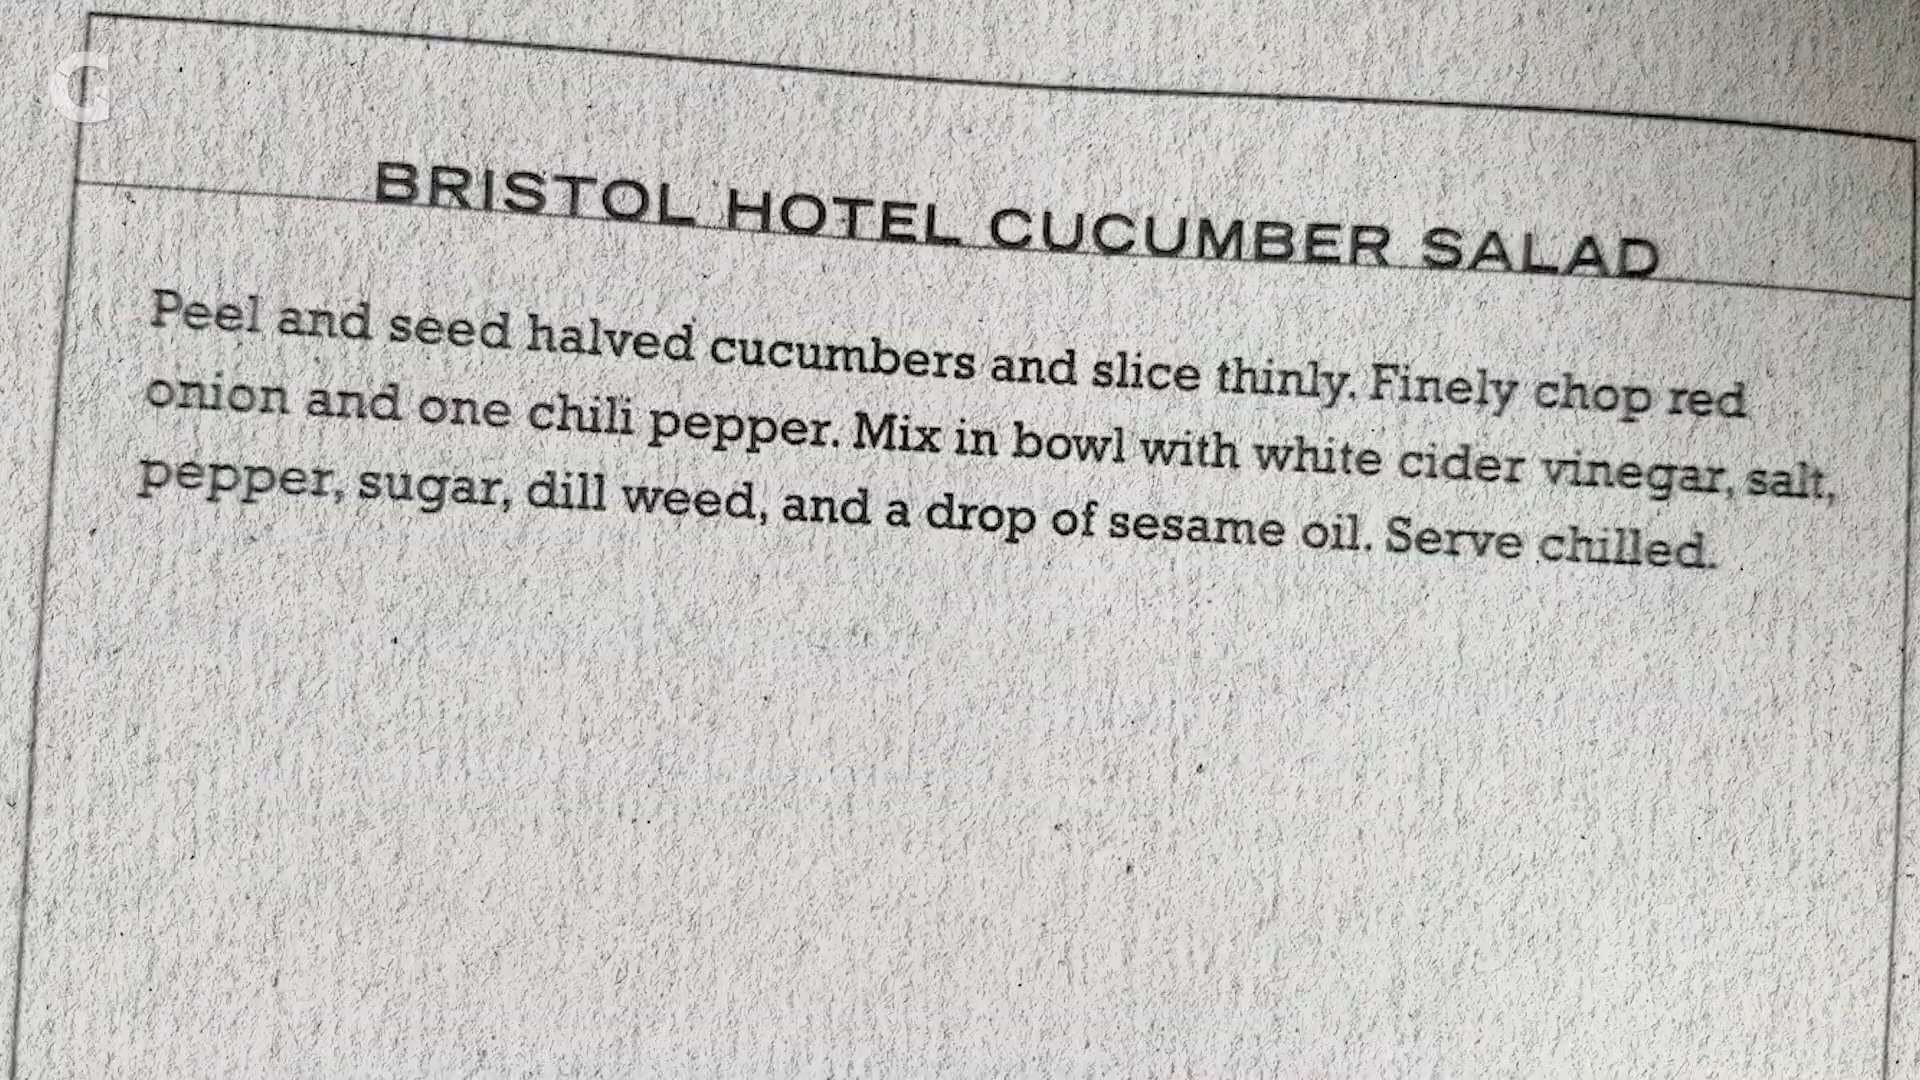 G
BRISTOL HOTEL CUCUMBER SALAD
Peel and seed halved cucumbers and slice thinly. Finely chop red
onion and one chili pepper. Mix in bowl with white cider vinegar, salt,
pepper, sugar, dill weed, and a drop of sesame oil. Serve chilled.